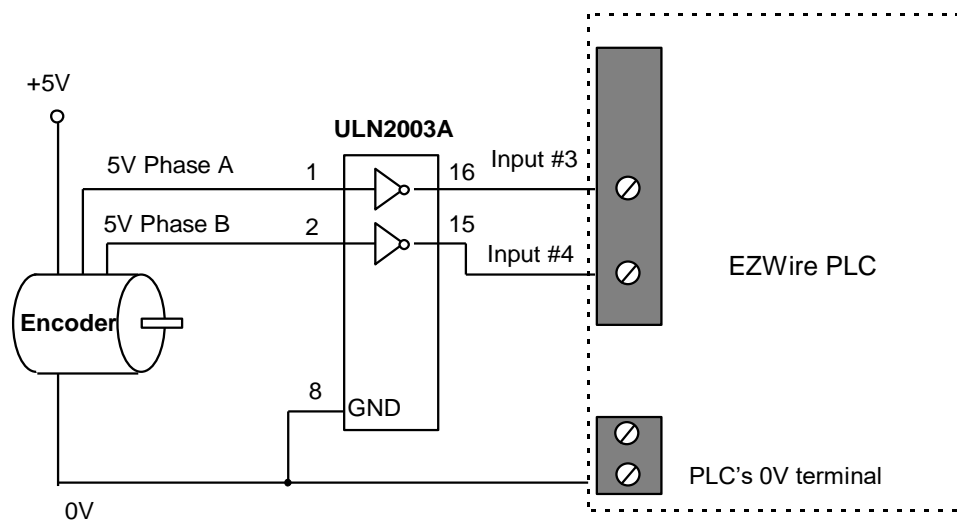 +5V
ULN2003A
5V Phase A
1
16
Input #3
5V Phase B
2
15
Input #4
EZWire PLC
Encoder
8
GND
PLC’s 0V terminal
0V